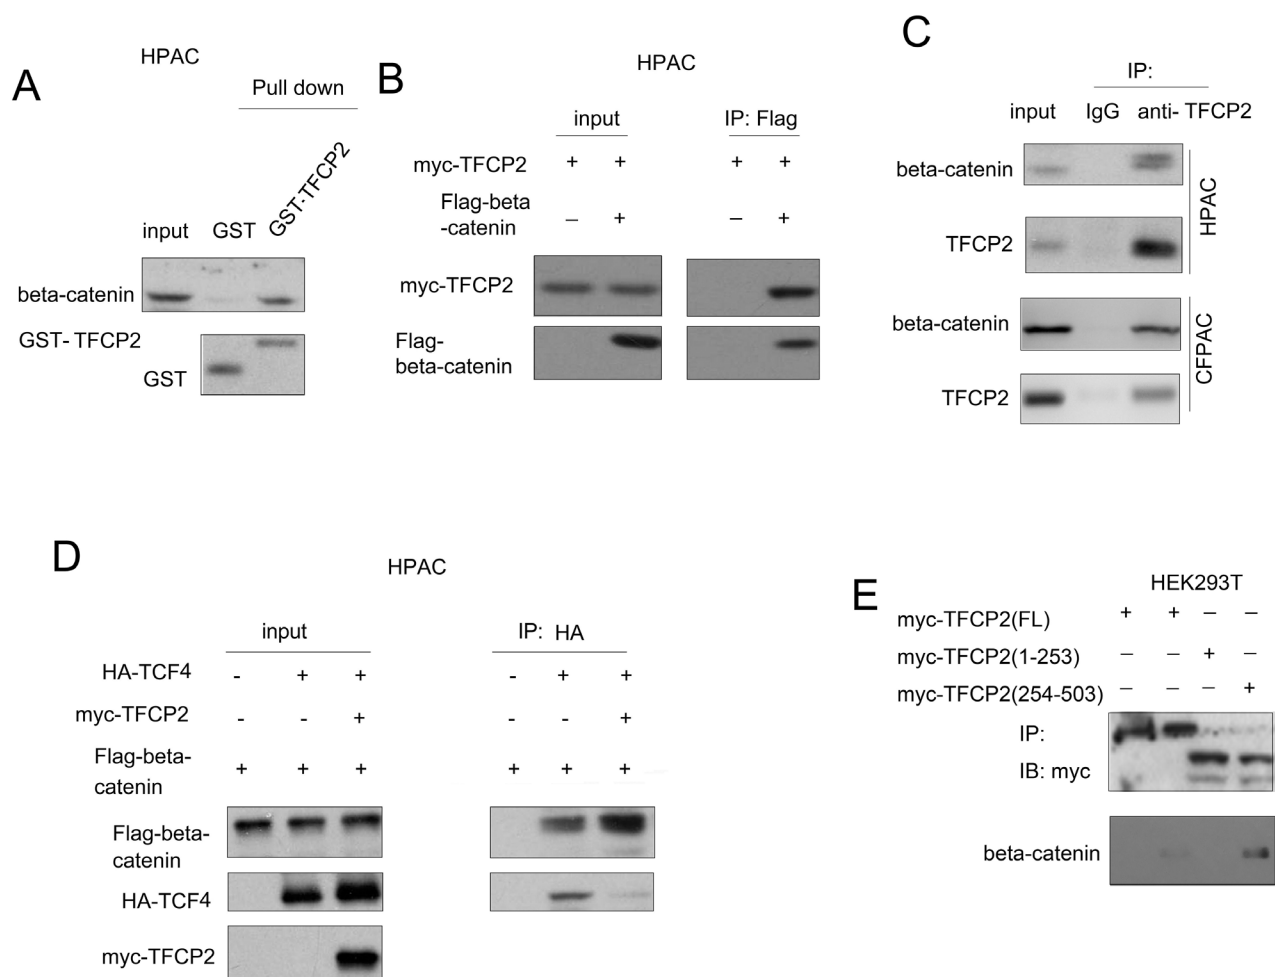 A
HPAC
Pull down
input GST GST-TFCP2
beta-catenin
GST- TFCP2
GST
B
HPAC
input IP: Flag
myc-TFCP2 + + + +
Flag-beta
-catenin − + − +
myc-TFCP2
Flag-
beta-catenin
C
IP:
input IgG anti- TFCP2
beta-catenin
TFCP2
HPAC
beta-catenin
TFCP2
CFPAC
D
HPAC
input IP: HA
HA-TCF4 - + + - + +
myc-TFCP2 - - + - - +
Flag-beta-
catenin + + + + + +
Flag-beta-
catenin
HA-TCF4
myc-TFCP2
E
HEK293T
myc-TFCP2(FL) + + − −
myc-TFCP2(1-253) − − + −
myc-TFCP2(254-503) − − − +
IP:
IB: myc
beta-catenin